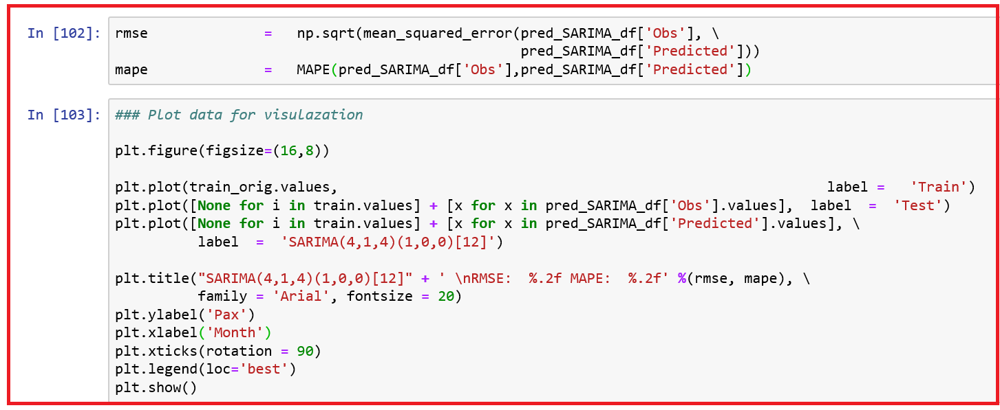 In [102]: rmse = np.sqrt(mean_squared_error(pred_SARIMA_df['Obs'], \
pred_SARIMA_df['Predicted']))
mape = MAPE(pred_SARIMA_df['Obs'],pred_SARIMA_df['Predicted'])
In [103]: ### Plot data for visulazation
plt.figure(figsize=(16,8))
plt.plot(train_orig.values, label = 'Train')
plt.plot([None for i in train.values] + [x for x in pred_SARIMA_df['Obs'].values], label = 'Test')
plt.plot([None for i in train.values] + [x for x in pred_SARIMA_df['Predicted'].values], \
label = 'SARIMA(4,1,4)(1,0,0)[12]')
plt.title("SARIMA(4,1,4)(1,0,0)[12]" + ' \nRMSE: %.2f MAPE: %.2f' %(rmse, mape), \
family = 'Arial', fontsize = 20)
plt.ylabel('Pax')
plt.xlabel('Month')
plt.xticks(rotation = 90)
plt.legend(loc='best')
plt.show()